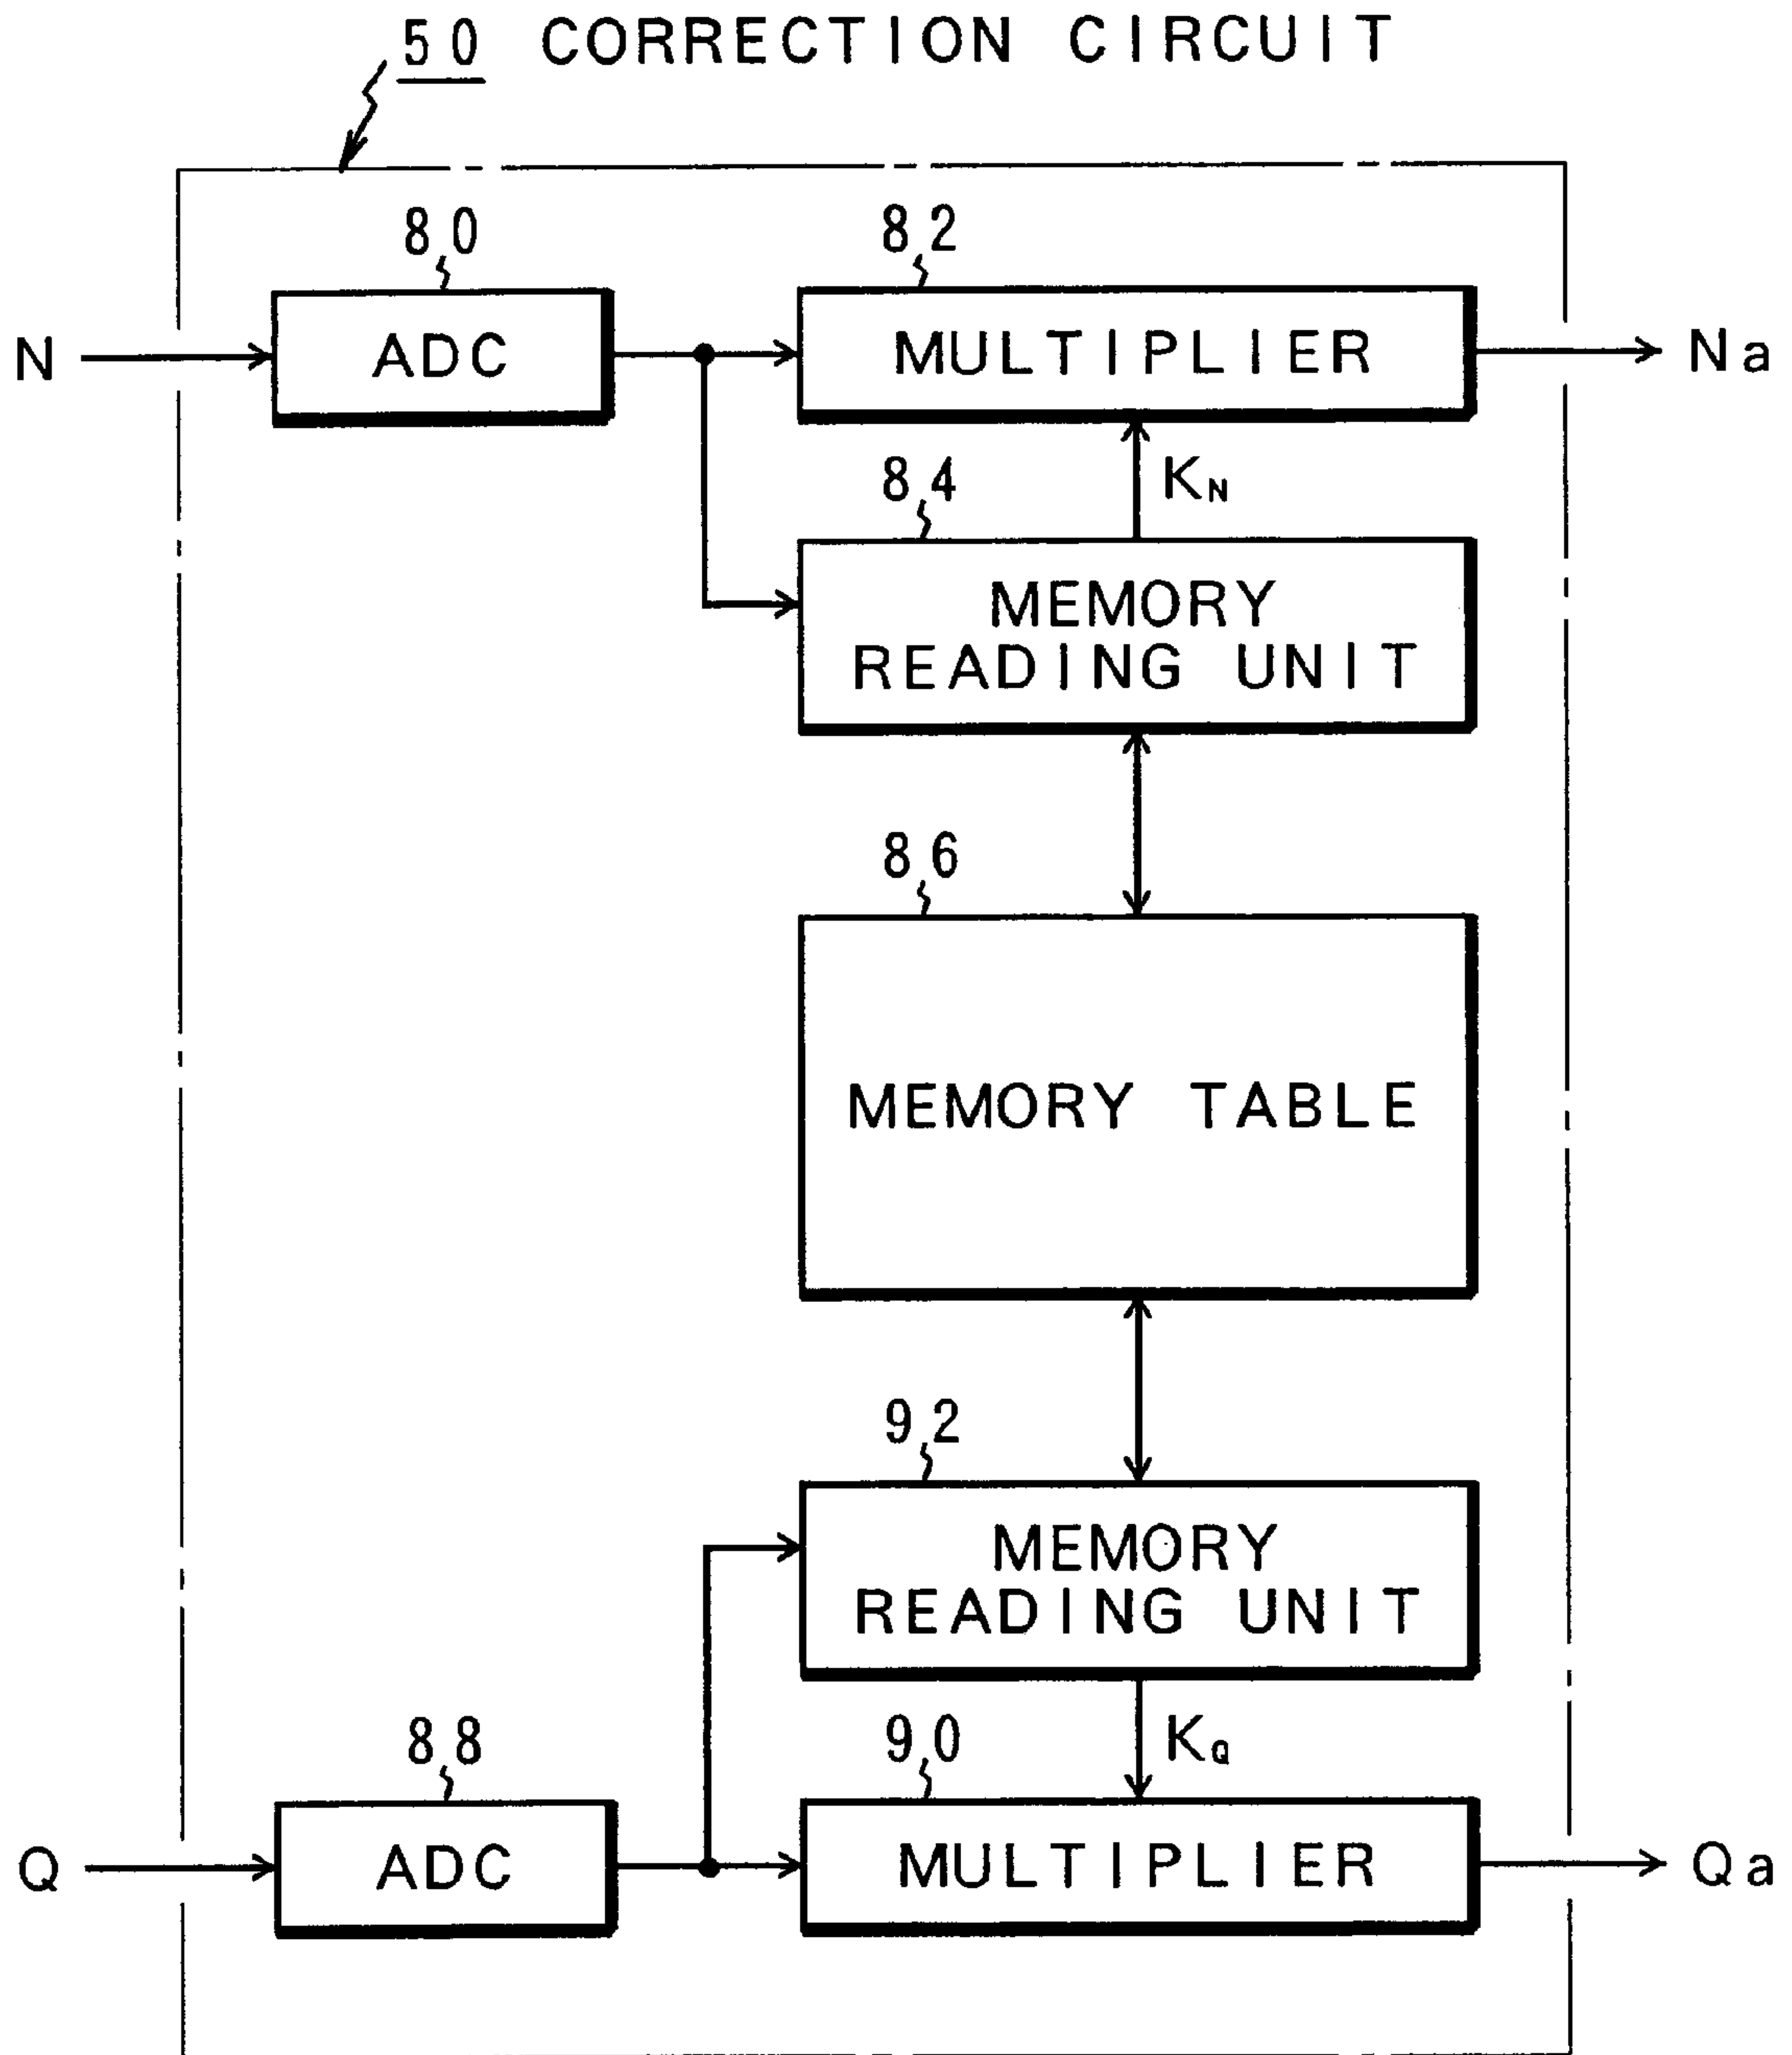 50 CORRECTION CIRCUIT
80
82
N
ADC
MULTIPLIER
Na
84
KN
MEMORY
READING UNIT
86
MEMORY TABLE
92
MEMORY
READING UNIT
88
90
KQ
Q
ADC
MULTIPLIER
Qa